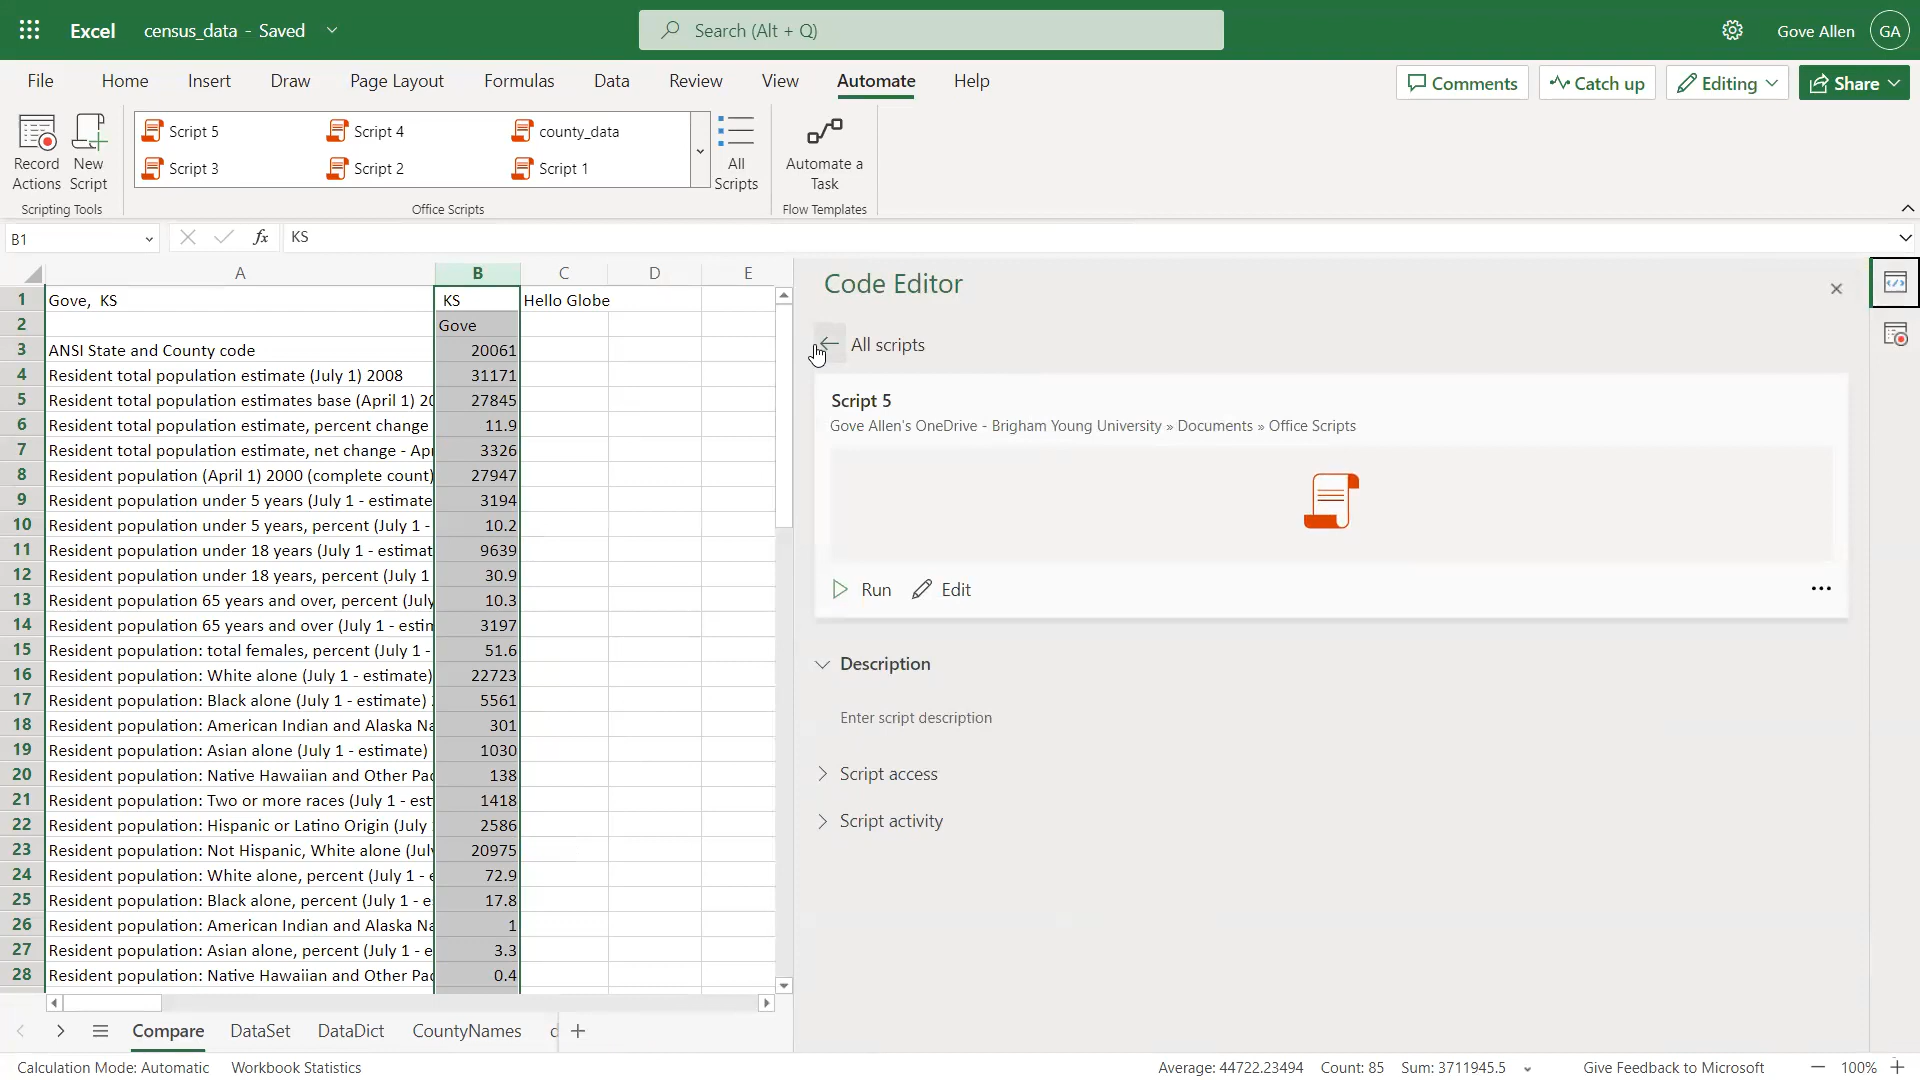 Excel census_data - Saved Search (Alt + Q) Gove Allen GA
File Home Insert Draw Page Layout Formulas Data Review View Automate Help Comments Catch up Editing Share
Script 5 Script 4 county_data
Script 3 Script 2 Script 1
Record Actions
New Script
All Scripts
Automate a Task
Scripting Tools Office Scripts Flow Templates
B1 fx KS
A B C D E
1 Gove, KS KS Hello Globe
2 Gove
3 ANSI State and County code 20061
4 Resident total population estimate (July 1) 2008 31171
5 Resident total population estimates base (April 1) 20 27845
6 Resident total population estimate, percent change 11.9
7 Resident total population estimate, net change - Apr 3326
8 Resident population (April 1) 2000 (complete count) 27947
9 Resident population under 5 years (July 1 - estimate 3194
10 Resident population under 5 years, percent (July 1 - 10.2
11 Resident population under 18 years (July 1 - estimat 9639
12 Resident population under 18 years, percent (July 1 30.9
13 Resident population 65 years and over, percent (July 10.3
14 Resident population 65 years and over (July 1 - estim 3197
15 Resident population: total females, percent (July 1 - 51.6
16 Resident population: White alone (July 1 - estimate) 22723
17 Resident population: Black alone (July 1 - estimate) 5561
18 Resident population: American Indian and Alaska Na 301
19 Resident population: Asian alone (July 1 - estimate) 1030
20 Resident population: Native Hawaiian and Other Pac 138
21 Resident population: Two or more races (July 1 - est 1418
22 Resident population: Hispanic or Latino Origin (July 2586
23 Resident population: Not Hispanic, White alone (July 20975
24 Resident population: White alone, percent (July 1 - e 72.9
25 Resident population: Black alone, percent (July 1 - e 17.8
26 Resident population: American Indian and Alaska Na 1
27 Resident population: Asian alone, percent (July 1 - e 3.3
28 Resident population: Native Hawaiian and Other Pac 0.4
Code Editor
All scripts
Script 5
Gove Allen's OneDrive - Brigham Young University » Documents » Office Scripts
Run Edit
Description
Enter script description
Script access
Script activity
Compare DataSet DataDict CountyNames
Calculation Mode: Automatic Workbook Statistics Average: 44722.23494 Count: 85 Sum: 3711945.5 Give Feedback to Microsoft 100%